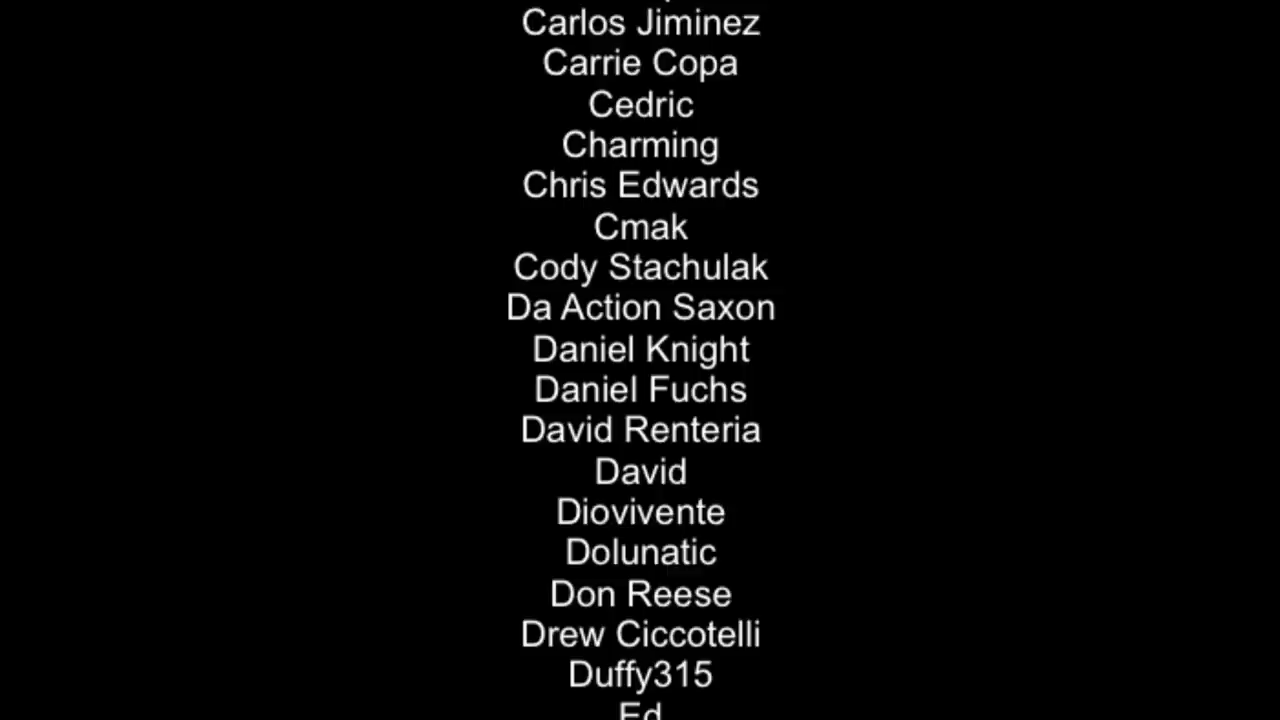 Carlos Jiminez
Carrie Copa
Cedric
Charming
Chris Edwards
Cmak
Cody Stachulak
Da Action Saxon
Daniel Knight
Daniel Fuchs
David Renteria
David
Diovivente
Dolunatic
Don Reese
Drew Ciccotelli
Duffy315
Ed